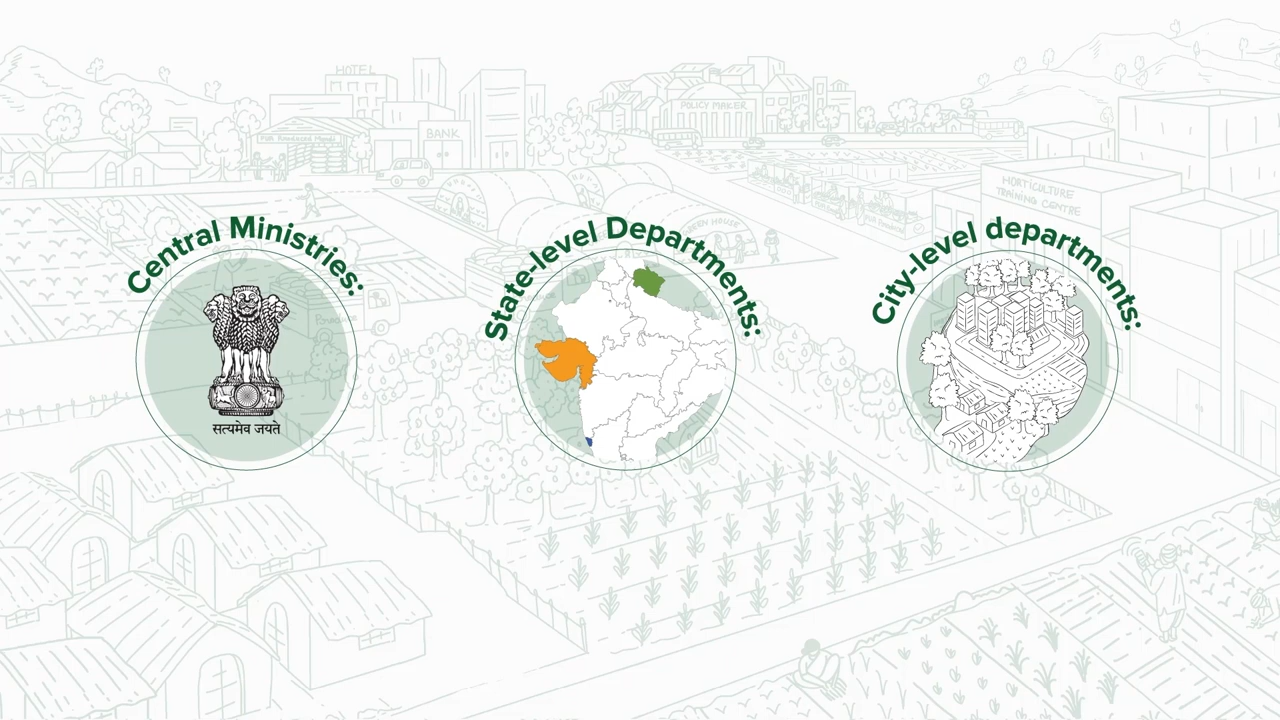 HOTEL
BANK
POLICY MAKER
HORTICULTURE
TRAINING CENTRE
Central Ministries:
State-level Departments:
City-level departments:
सत्यमेव जयते